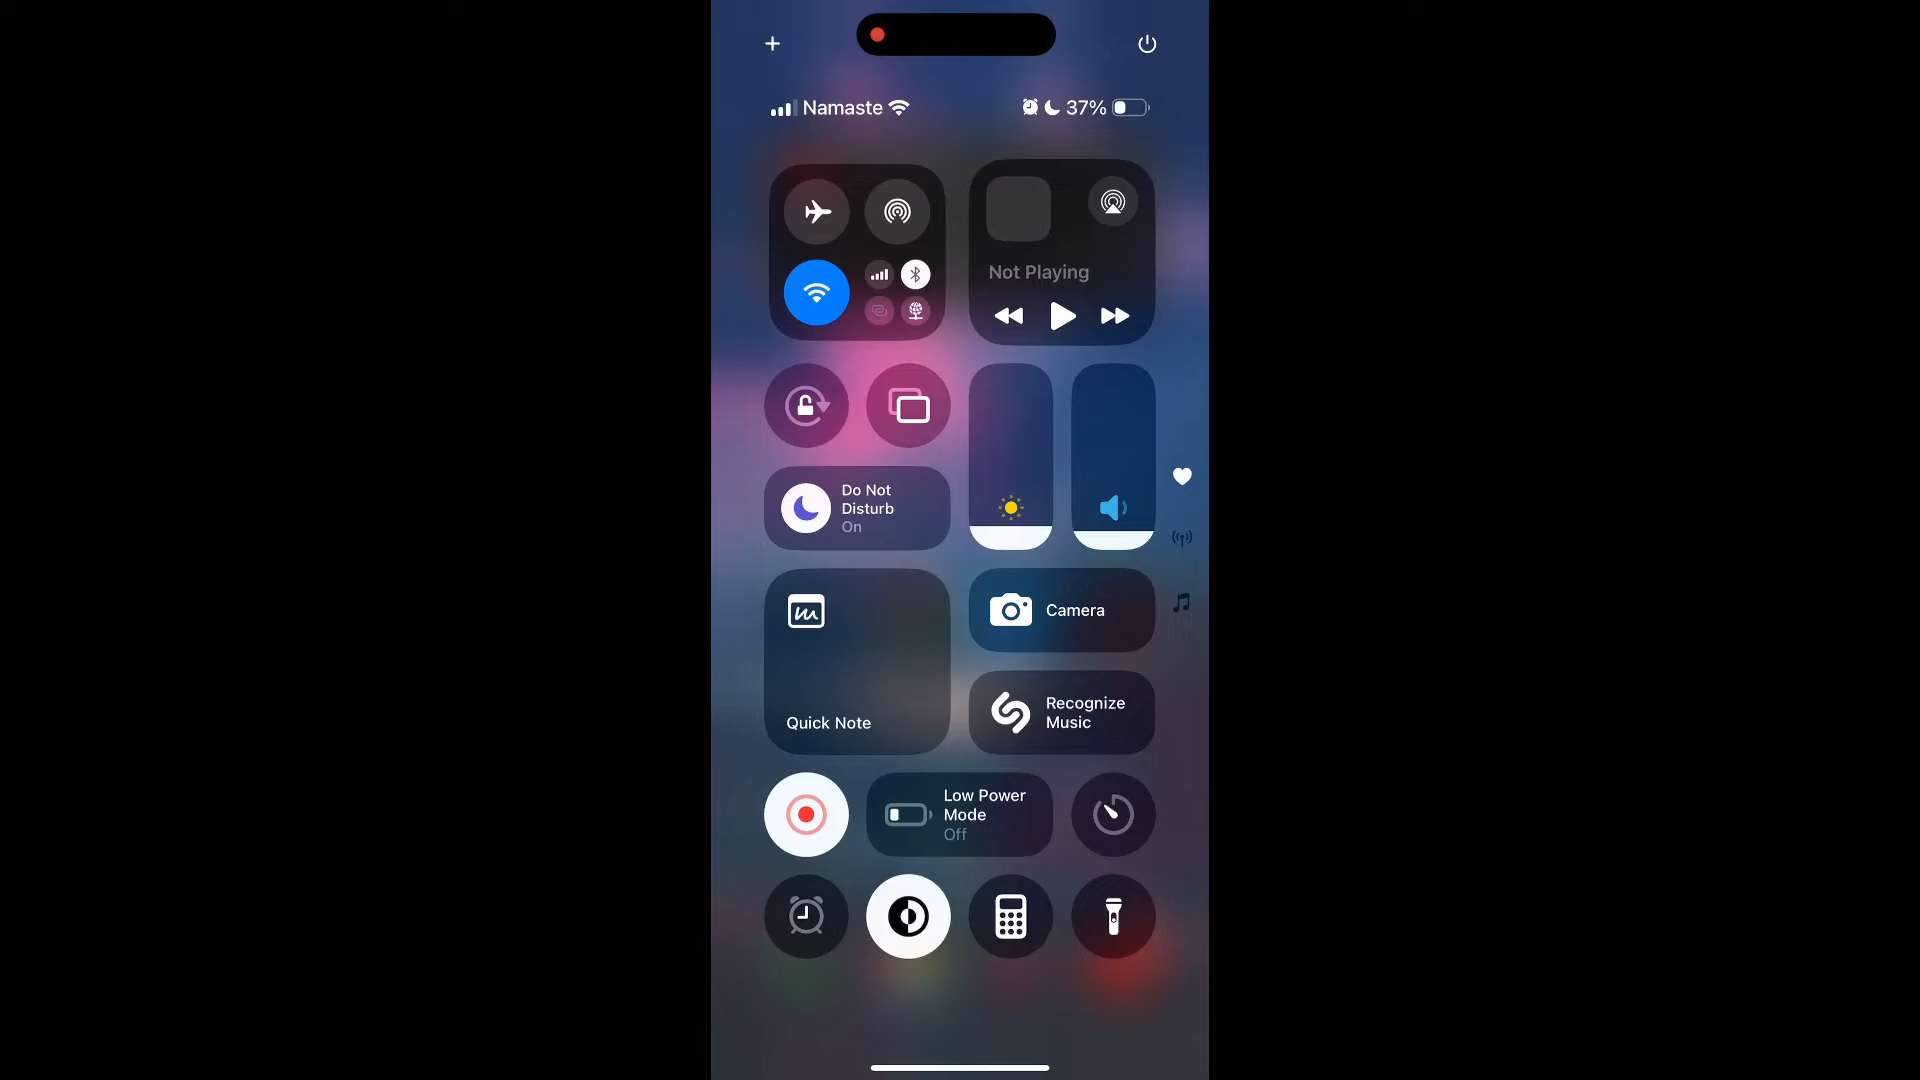 Namaste
37%
Not Playing
Do Not
Disturb
On
Camera
Quick Note
Recognize
Music
Low Power
Mode
Off